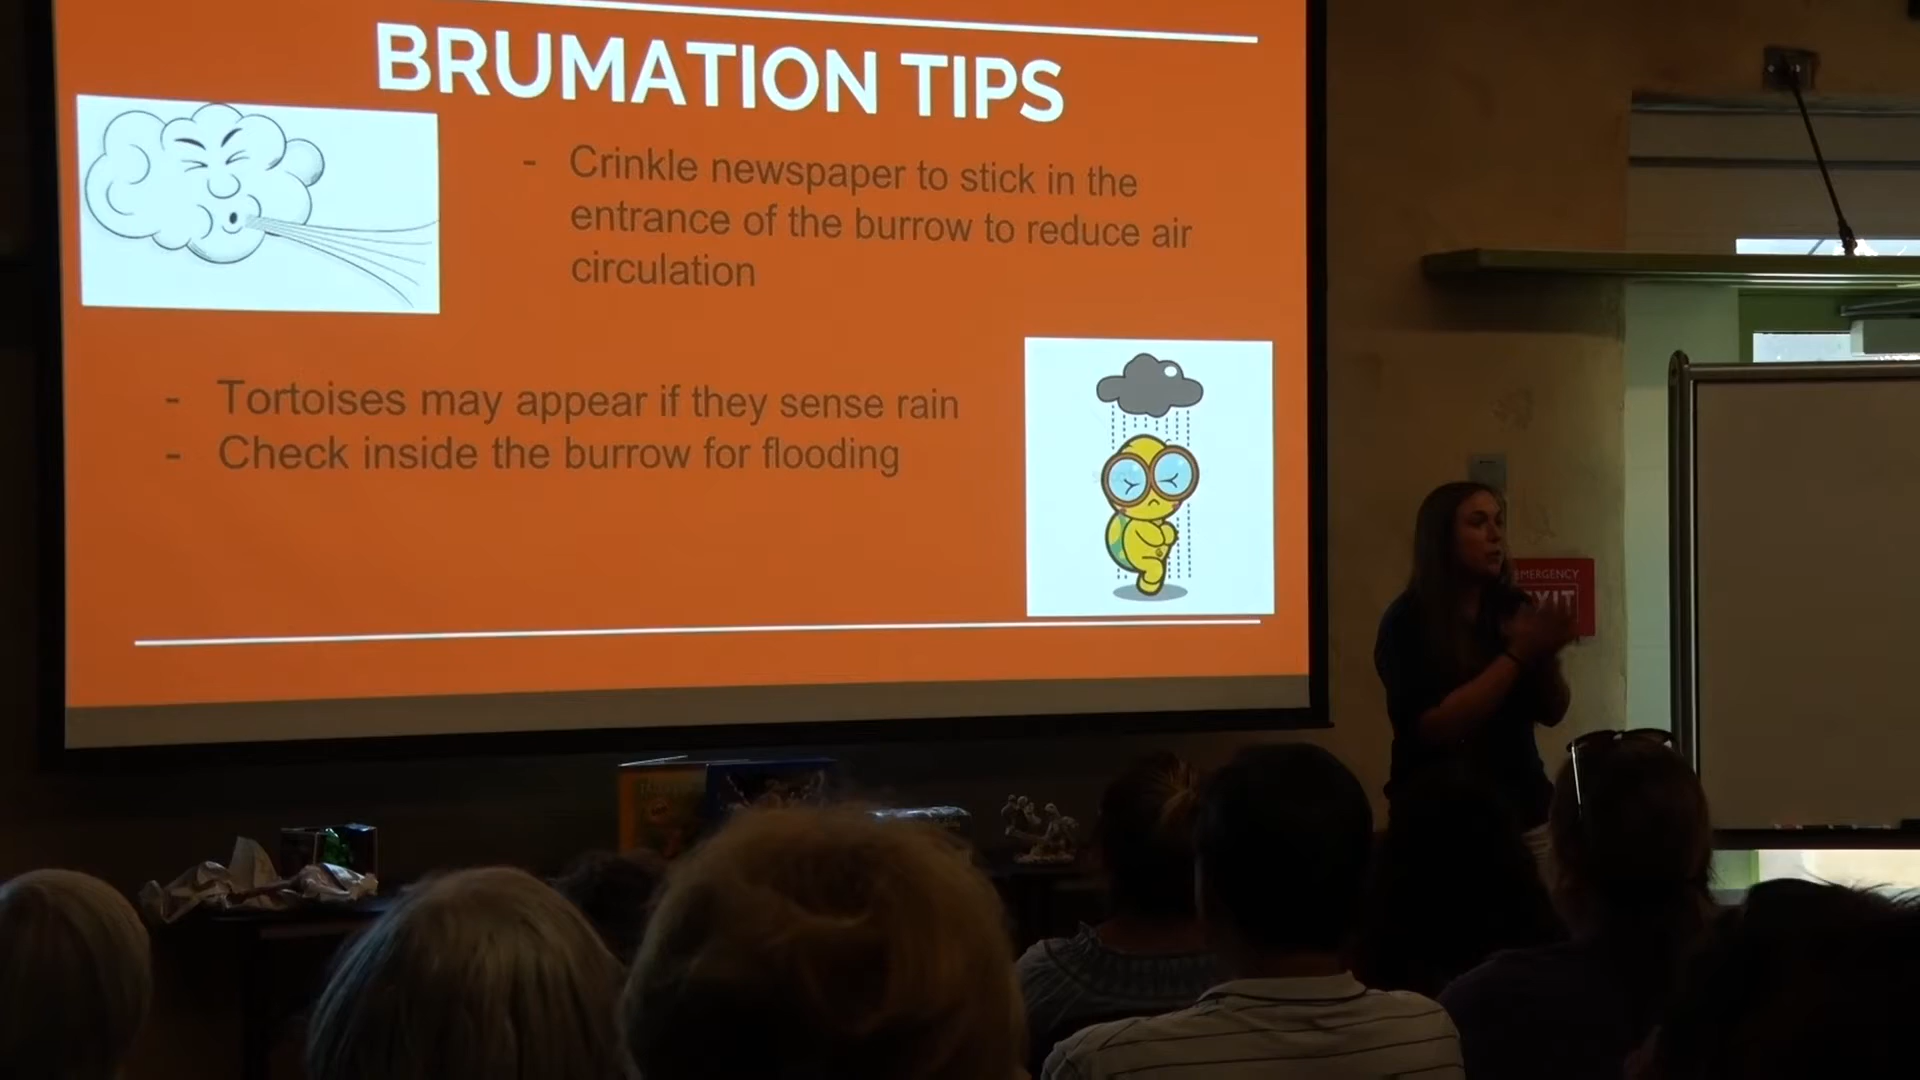 BRUMATION TIPS
- Crinkle newspaper to stick in the
entrance of the burrow to reduce air
circulation
- Tortoises may appear if they sense rain
- Check inside the burrow for flooding
EMERGENCY
EXIT